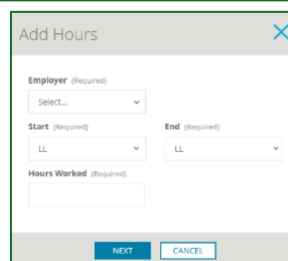 Add Hours
Employer (Required)
Select...
Start (Required) End (Required)
LL LL
Hours Worked (Required)
NEXT CANCEL